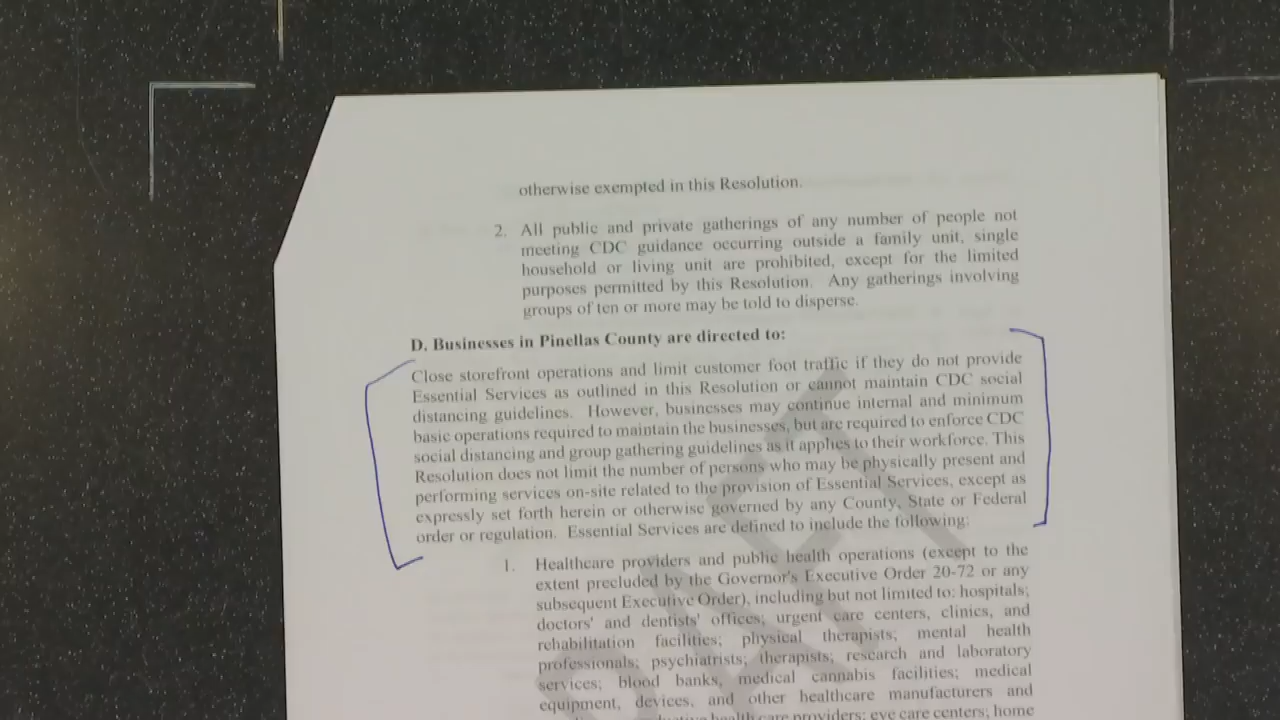 otherwise exempted in this Resolution.
2. All public and private gatherings of any number of people not
meeting CDC guidance occurring outside a family unit, single
household or living unit are prohibited, except for the limited
purposes permitted by this Resolution. Any gatherings involving
groups of ten or more may be told to disperse.
D. Businesses in Pinellas County are directed to:
Close storefront operations and limit customer foot traffic if they do not provide
Essential Services as outlined in this Resolution or cannot maintain CDC social
distancing guidelines. However, businesses may continue internal and minimum
basic operations required to maintain the businesses, but are required to enforce CDC
social distancing and group gathering guidelines as it applies to their workforce. This
Resolution does not limit the number of persons who may be physically present and
performing services on-site related to the provision of Essential Services, except as
expressly set forth herein or otherwise governed by any County, State or Federal
order or regulation. Essential Services are defined to include the following:
1. Healthcare providers and public health operations (except to the
extent precluded by the Governor's Executive Order 20-72 or any
subsequent Executive Order), including but not limited to: hospitals;
doctors' and dentists' offices; urgent care centers, clinics, and
rehabilitation facilities; physical therapists; mental health
professionals; psychiatrists; therapists; research and laboratory
services; blood banks, medical cannabis facilities; medical
equipment, devices, and other healthcare manufacturers and
health care providers; eye care centers; home